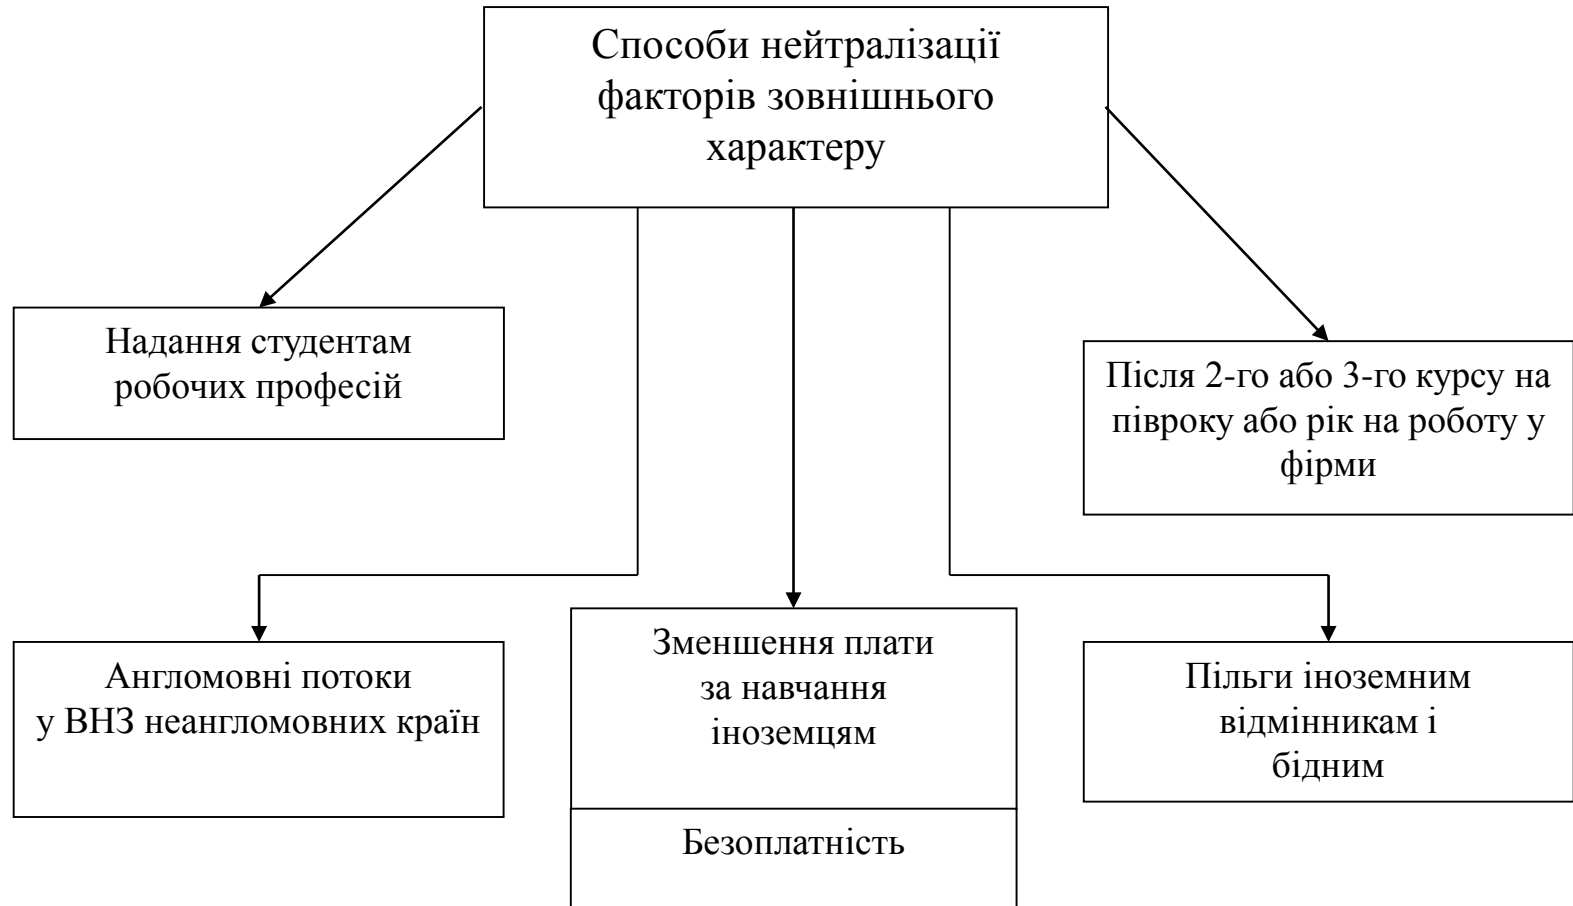 Способи нейтралізації
факторів зовнішнього
характеру
Надання студентам
робочих професій
Після 2-го або 3-го курсу на
півроку або рік на роботу у
фірми
Англомовні потоки
у ВНЗ неангломовних країн
Зменшення плати
за навчання
іноземцям
Безоплатність
Пільги іноземним
відмінникам і
бідним